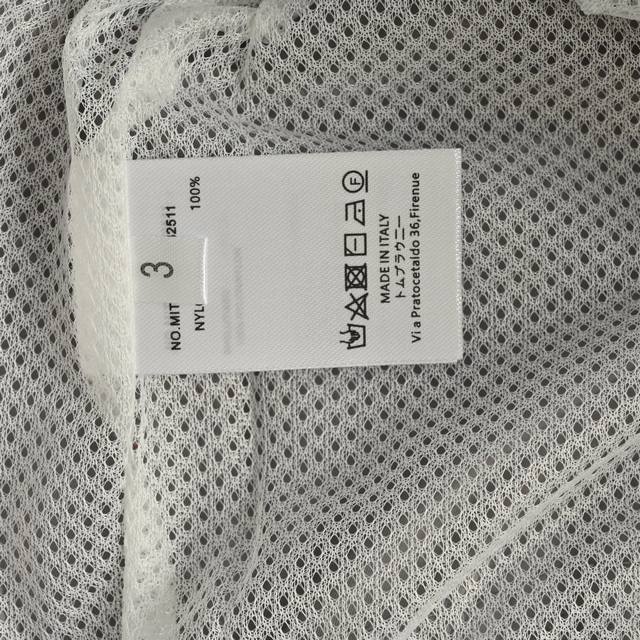 3
NO.MIT I2511
NYL 100%
F
MADE IN ITALY
トムブラウニー
Vi a Pratocetaldo 36,Firenue